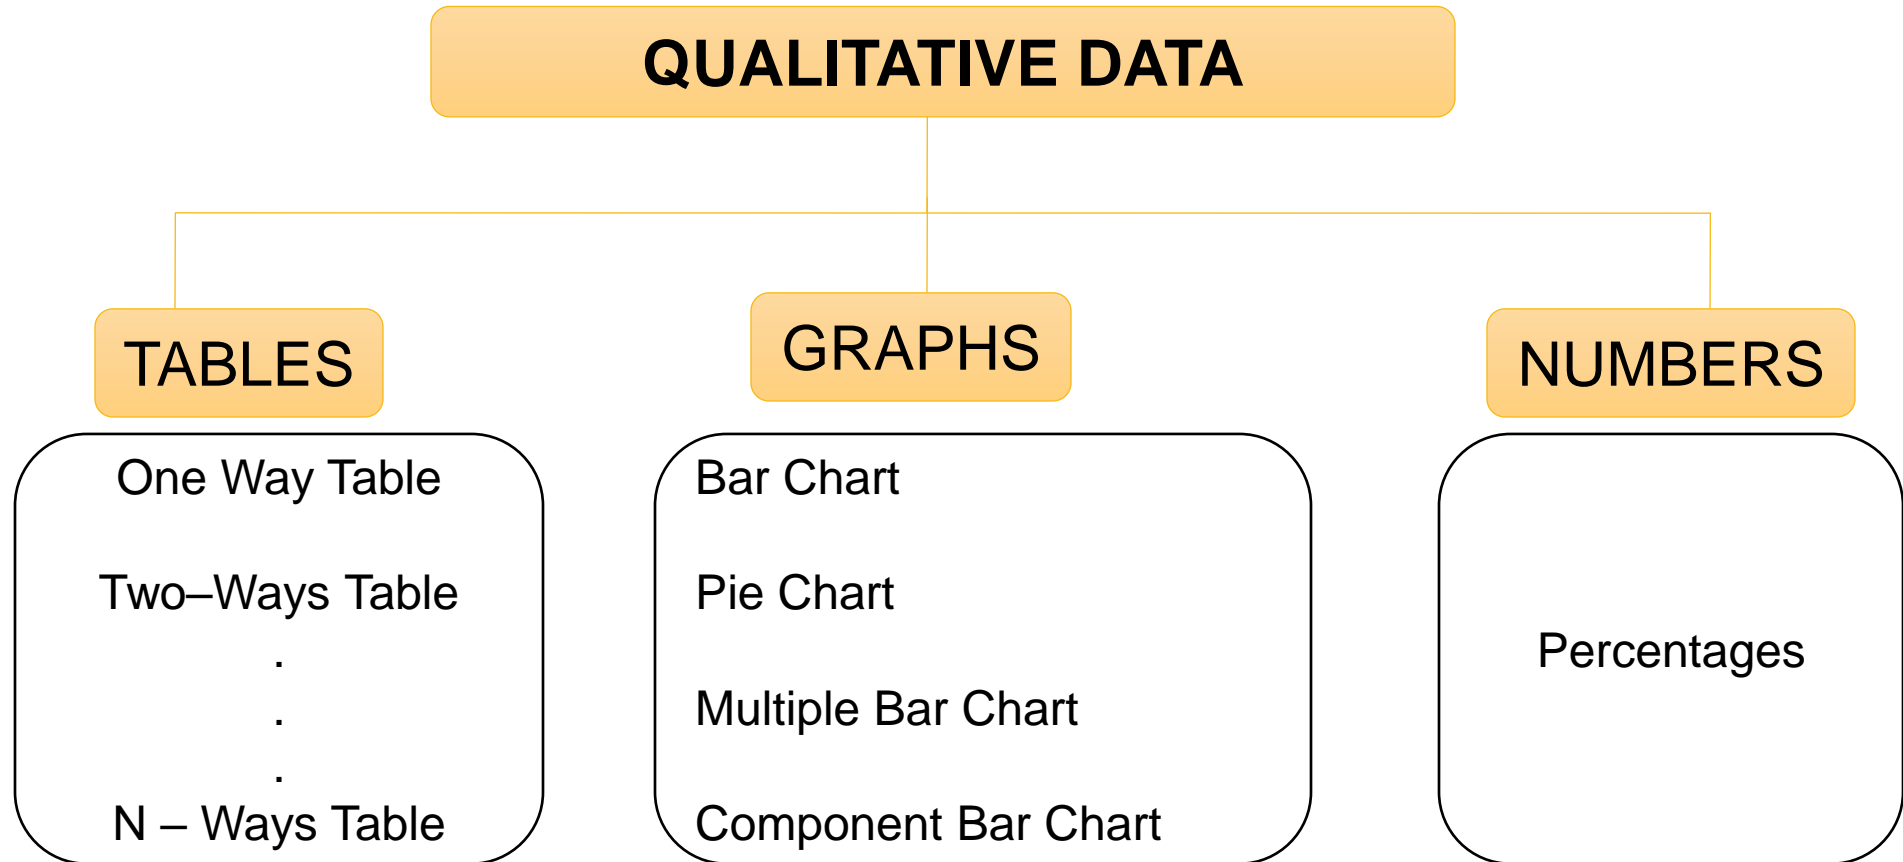 QUALITATIVE DATA
TABLES
One Way Table
Two–Ways Table
.
.
.
N – Ways Table
GRAPHS
Bar Chart
Pie Chart
Multiple Bar Chart
Component Bar Chart
NUMBERS
Percentages